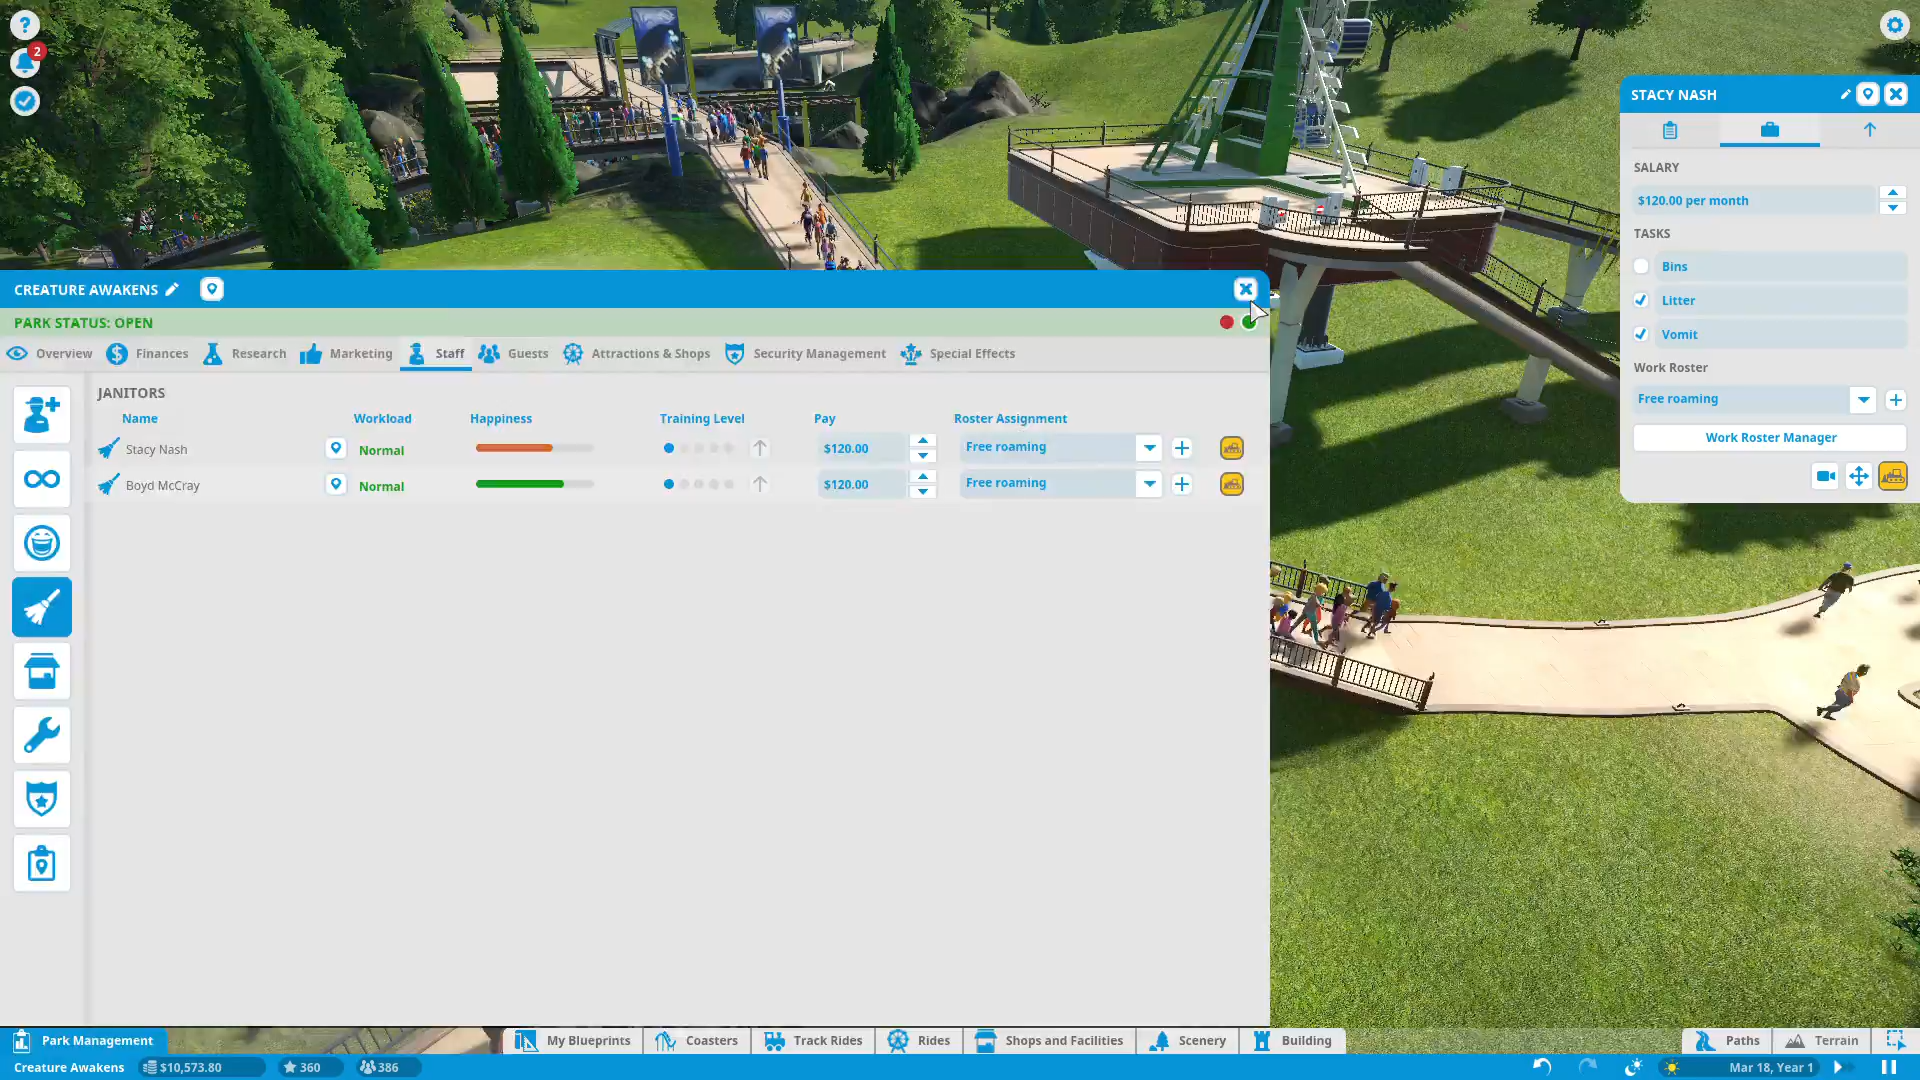 ?
2
STACY NASH
SALARY
$120.00 per month
TASKS
Bins
Litter
Vomit
Work Roster
Free roaming
Work Roster Manager
CREATURE AWAKENS
PARK STATUS: OPEN
Overview Finances Research Marketing Staff Guests Attractions & Shops Security Management Special Effects
JANITORS
Name Workload Happiness Training Level Pay Roster Assignment
Stacy Nash Normal $120.00 Free roaming
Boyd McCray Normal $120.00 Free roaming
Park Management My Blueprints Coasters Track Rides Rides Shops and Facilities Scenery Building Paths Terrain
Creature Awakens $10,573.80 360 386 Mar 18, Year 1